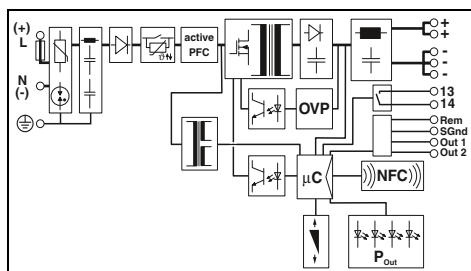 (+)
L
N
(-)
ϑ
active
PFC
+
+
-
-
-
OVP
13
14
Rem
SGnd
Out 1
Out 2
μC
NFC
P Out